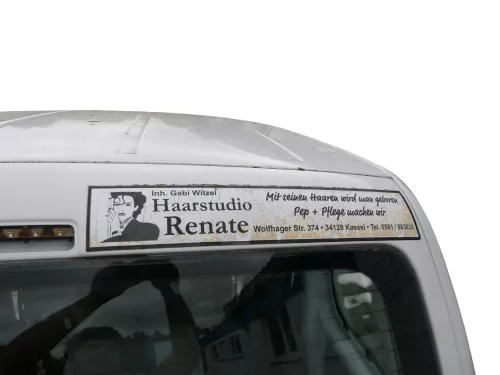 Inh. Gabi Witzel
Haarstudio
Renate
Mit seinen Haaren wird man geboren
Pep + Pflege machen wir
Wolfhager Str. 374 • 34128 Kassel • Tel. 0561 /